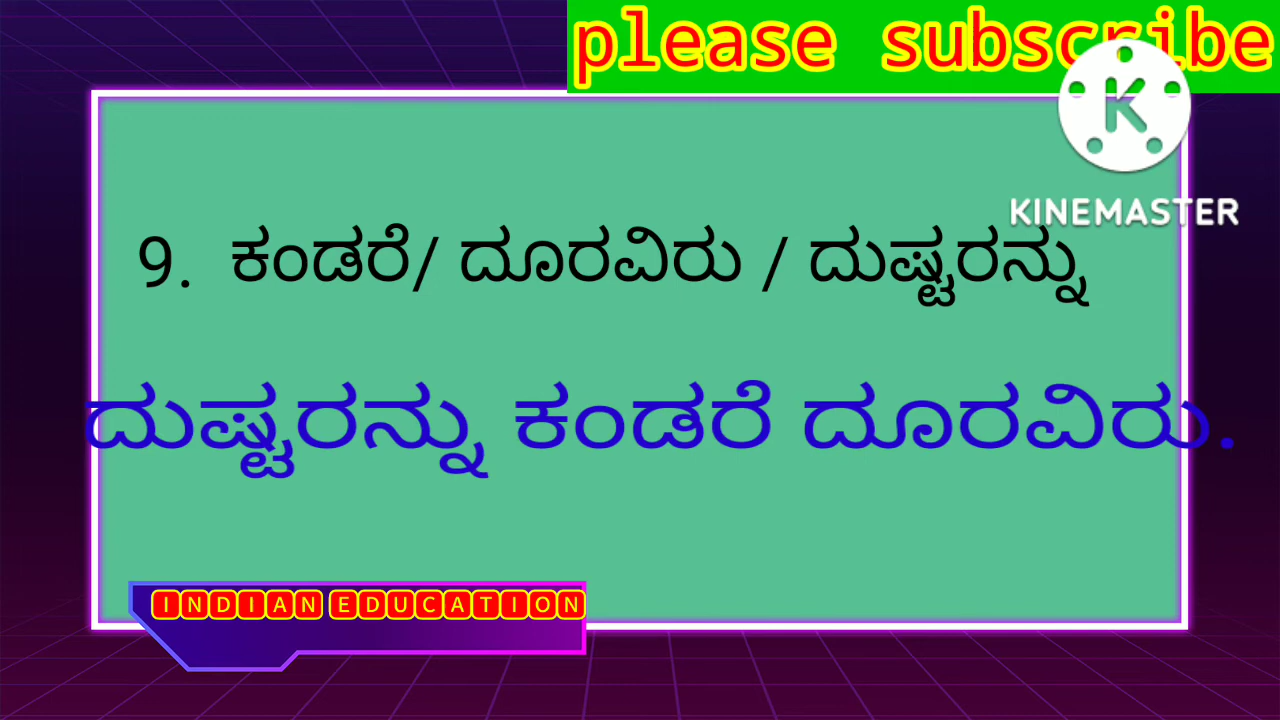 please subscribe
KINEMASTER
9. ಕಂಡರೆ/ ದೂರವಿರು / ದುಷ್ಟರನ್ನು
ದುಷ್ಟರನ್ನು ಕಂಡರೆ ದೂರವಿರು.
INDIAN EDUCATION